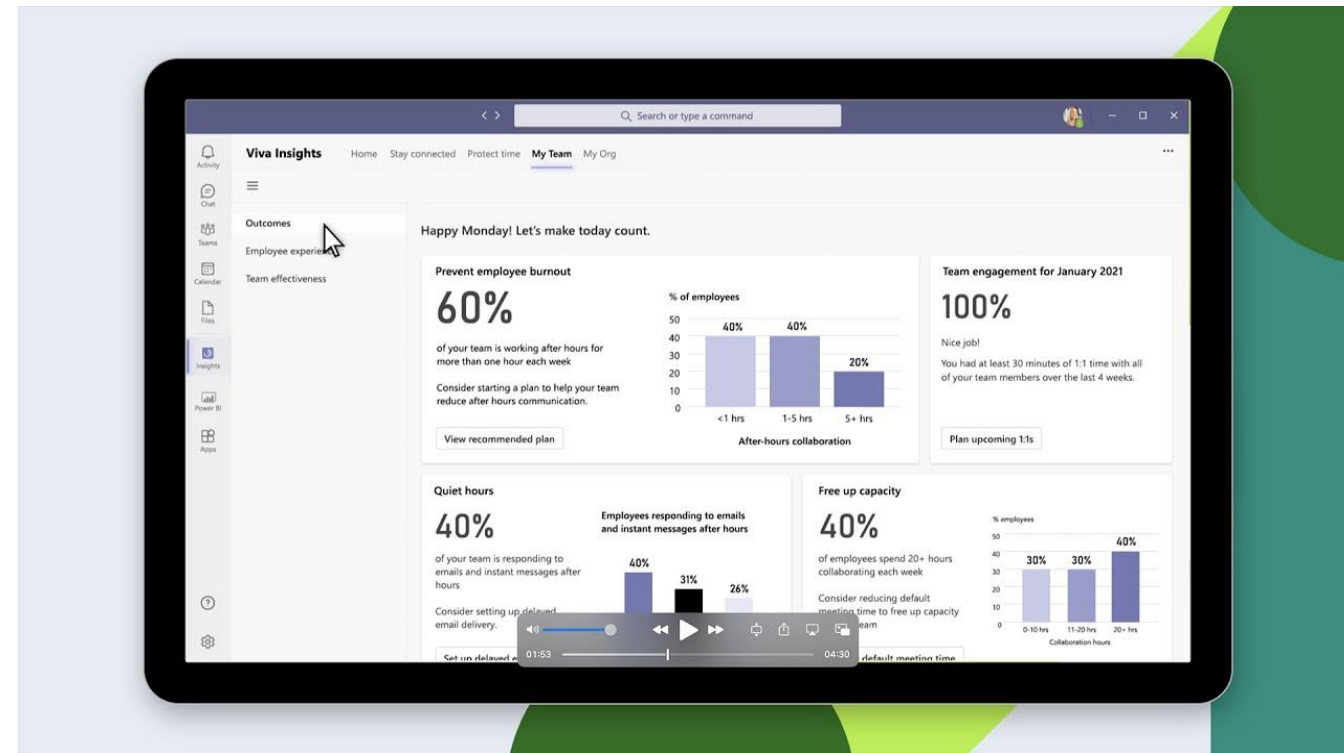 Search or type a command
Activity
Chat
Teams
Calendar
Files
Insights
Power BI
Apps
Viva Insights Home Stay connected Protect time My Team My Org
Outcomes
Employee
Team effectiveness
Happy Monday! Let's make today count.
Prevent employee burnout
60%
of your team is working after hours for
more than one hour each week
Consider starting a plan to help your team
reduce after hours communication.
View recommended plan
% of employees
50
40
30
20
10
0
40% 40% 20%
<1 hrs 1-5 hrs 5+ hrs
After-hours collaboration
Team engagement for January 2021
100%
Nice job!
You had at least 30 minutes of 1:1 time with all
of your team members over the last 4 weeks.
Plan upcoming 1:1s
Quiet hours
40%
of your team is responding to
emails and instant messages after
hours
Consider setting up delayed
email delivery.
Set up delayed
Employees responding to emails
and instant messages after hours
40% 31% 26%
Free up capacity
40%
of employees spend 20+ hours
collaborating each week
Consider reducing default
meeting time to free up capacity
default meeting time
% employees
50
40
30
20
10
0
30% 30% 40%
0-10 hrs 11-20 hrs 20+ hrs
Collaboration hours
01:53 04:30